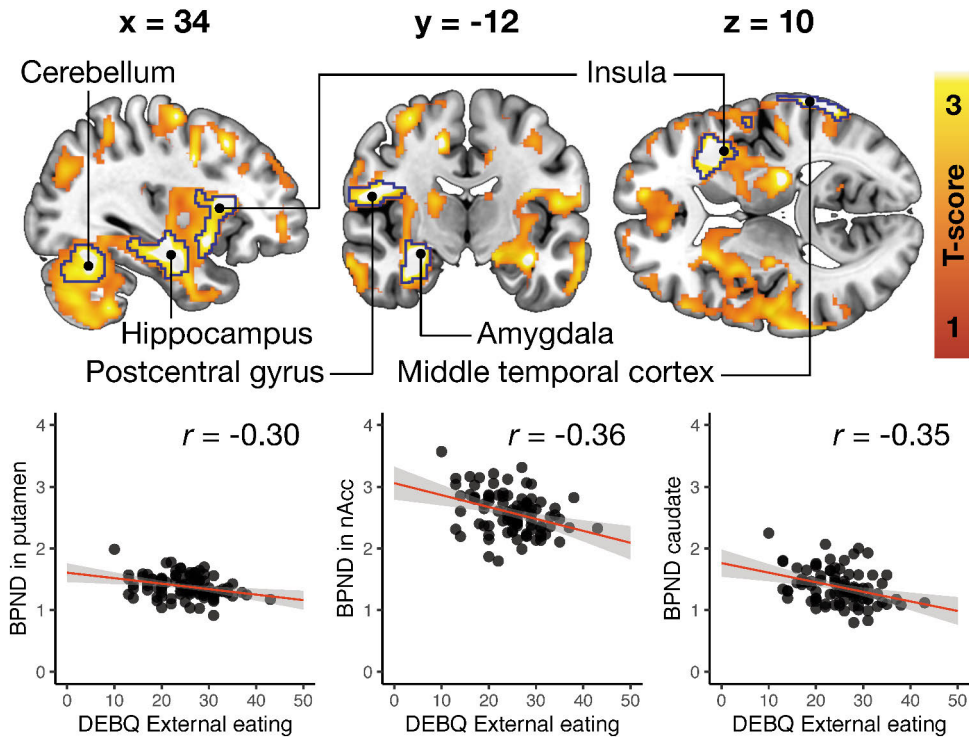 x = 34
y = -12
z = 10
Cerebellum
Insula
3
T-score
1
Hippocampus
Amygdala
Postcentral gyrus
Middle temporal cortex
r = -0.30
4
3
2
1
0
BPND in putamen
0 10 20 30 40 50
DEBQ External eating
r = -0.36
4
3
2
1
0
BPND in nAcc
0 10 20 30 40 50
DEBQ External eating
r = -0.35
4
3
2
1
0
BPND caudate
0 10 20 30 40 50
DEBQ External eating